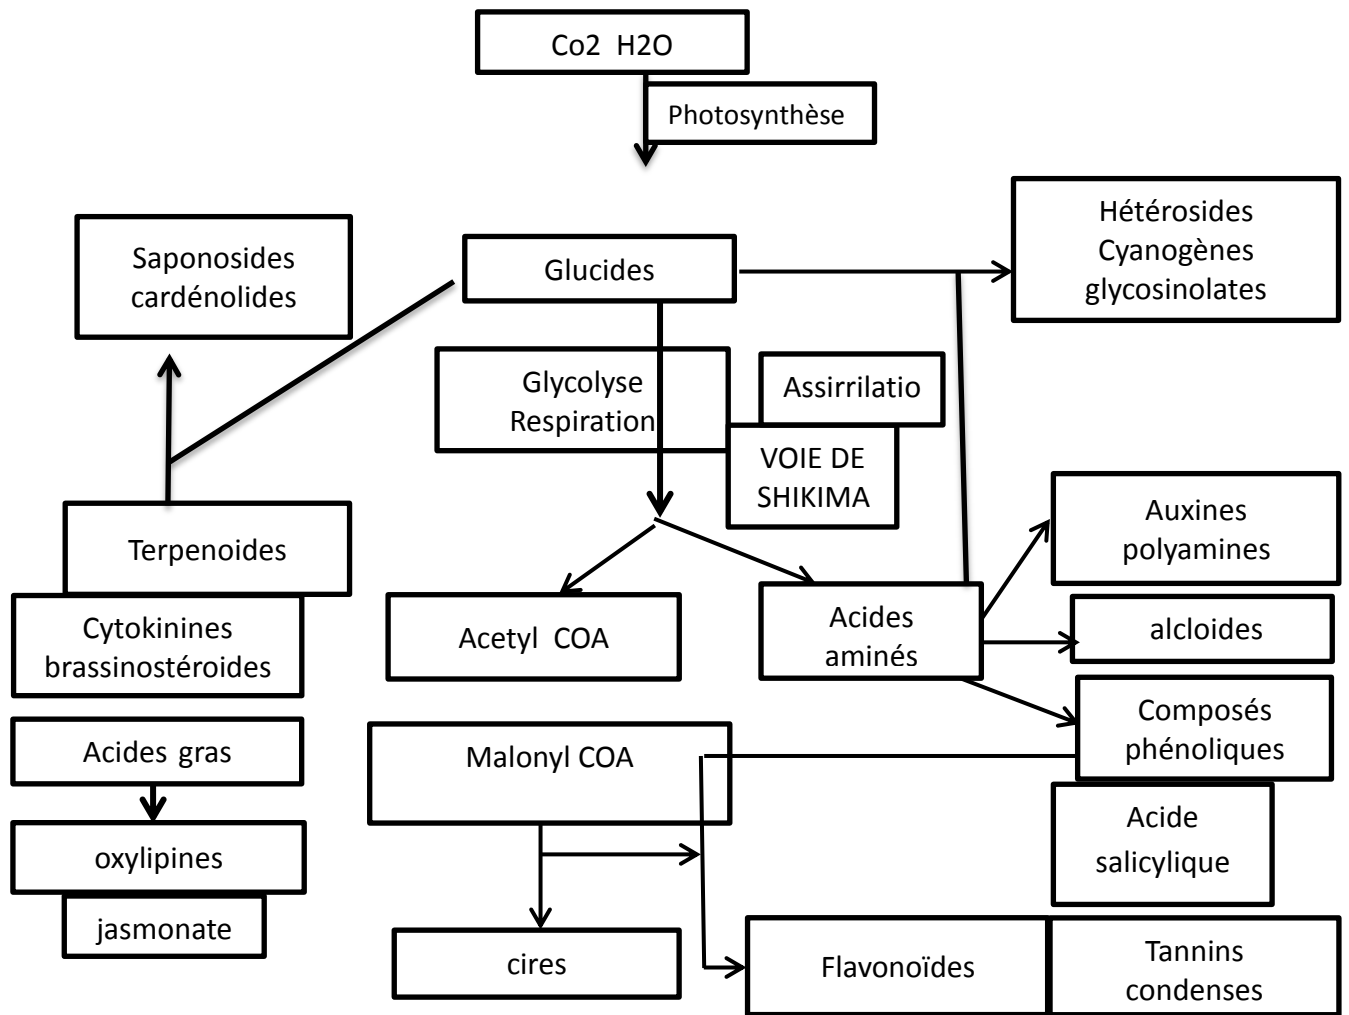 Co2 H2O
Photosynthèse
Hétérosides
Cyanogènes
glycosinolates
Saponosides
cardénolides
Glucides
Glycolyse
Respiration
Assirrilatio
VOIE DE
SHIKIMA
Auxines
polyamines
Terpenoides
Cytokinines
brassinostéroides
Acetyl COA
Acides
aminés
alcloides
Composés
phénoliques
Acides gras
Malonyl COA
Acide
salicylique
oxylipines
jasmonate
cires
Flavonoïdes
Tannins
condenses